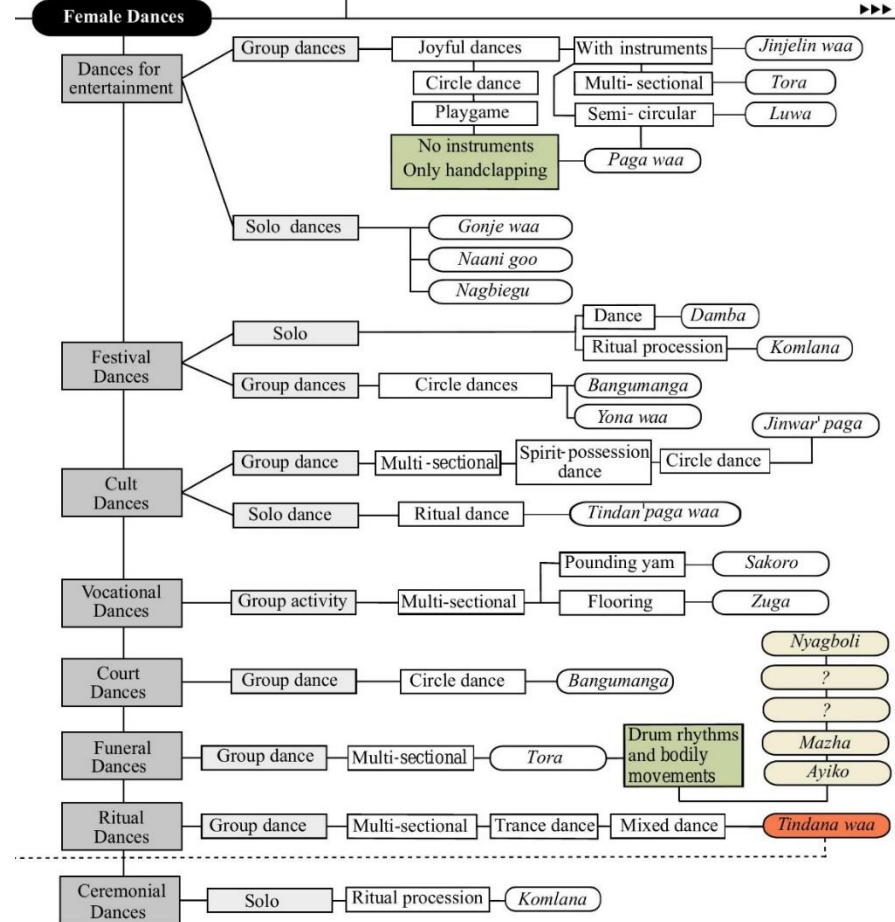 Female Dances
Dances for
entertainment
Group dances
Joyful dances
With instruments
Jinjelin waa
Circle dance
Multi-sectional
Tora
Playgame
Semi-circular
Luwa
No instruments
Only handclapping
Paga waa
Solo dances
Gonje waa
Naani goo
Nagbiegu
Festival
Dances
Solo
Dance
Damba
Ritual procession
Komlana
Group dances
Circle dances
Bangumanga
Yona waa
Cult
Dances
Group dance
Multi-sectional
Spirit-possession
dance
Circle dance
Jinwar' paga
Solo dance
Ritual dance
Tindan'paga waa
Vocational
Dances
Group activity
Multi-sectional
Pounding yam
Sakoro
Flooring
Zuga
Court
Dances
Group dance
Circle dance
Bangumanga
Funeral
Dances
Group dance
Multi-sectional
Tora
Drum rhythms
and bodily
movements
Nyagboli
?
?
Mazha
Ayiko
Ritual
Dances
Group dance
Multi-sectional
Trance dance
Mixed dance
Tindana waa
Ceremonial
Dances
Solo
Ritual procession
Komlana